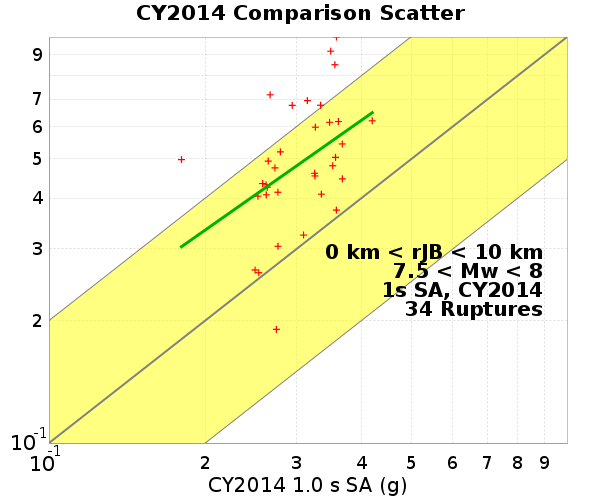 CY2014 Comparison Scatter
9
7
6
5
4
3
2
10-1
0 km < rJB < 10 km
7.5 < Mw < 8
1s SA, CY2014
34 Ruptures
10-1
2 3 4 5 6 7 8 9
CY2014 1.0 s SA (g)